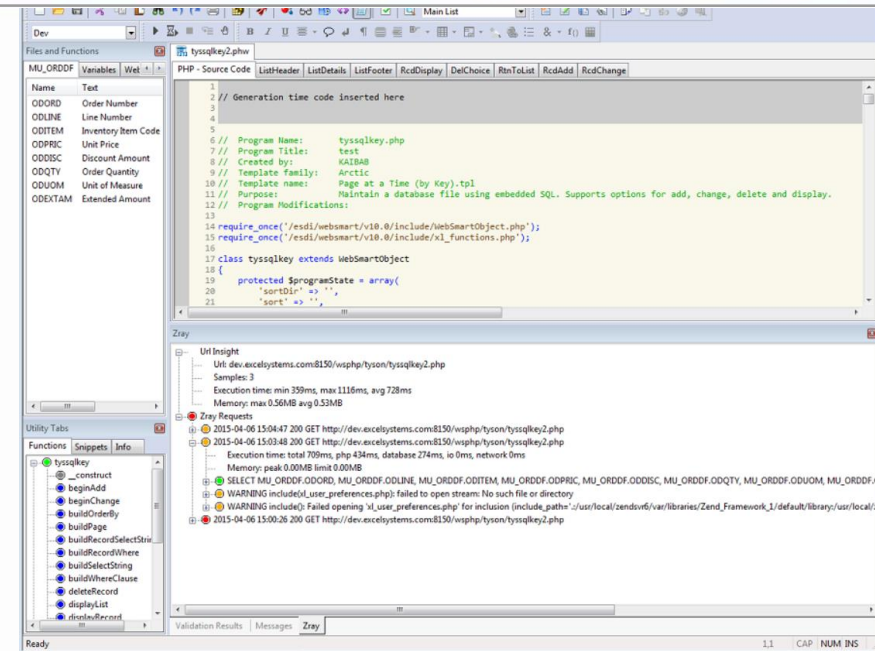 Main List
Dev
Files and Functions
MU_ORDDF Variables Wel
Name Text
ODORD Order Number
ODLINE Line Number
ODITEM Inventory Item Code
ODPRIC Unit Price
ODDISC Discount Amount
ODQTY Order Quantity
ODUOM Unit of Measure
ODEXTAM Extended Amount
tyssqlkey2.phw
PHP - Source Code ListHeader ListDetails ListFooter RcdDisplay DelChoice RtnToList RcdAdd RcdChange
1
2 // Generation time code inserted here
3
4
5
6 // Program Name: tyssqlkey.php
7 // Program Title: test
8 // Created by: KAIBAB
9 // Template family: Arctic
10 // Template name: Page at a Time (by Key).tpl
11 // Purpose: Maintain a database file using embedded SQL. Supports options for add, change, delete and display.
12 // Program Modifications:
13
14 require_once('/esdi/websmart/v10.0/include/WebSmartObject.php');
15 require_once('/esdi/websmart/v10.0/include/xl_functions.php');
16
17 class tyssqlkey extends WebSmartObject
18 {
19 protected $programState = array(
20 'sortDir' => '',
21 'sort' => '',
Zray
Url Insight
Url: dev.excelsystems.com:8150/wsphp/tyson/tyssqlkey2.php
Samples: 3
Execution time: min 359ms, max 1116ms, avg 728ms
Memory: max 0.56MB avg 0.53MB
Zray Requests
2015-04-06 15:04:47 200 GET http://dev.excelsystems.com:8150/wsphp/tyson/tyssqlkey2.php
2015-04-06 15:03:48 200 GET http://dev.excelsystems.com:8150/wsphp/tyson/tyssqlkey2.php
Execution time: total 709ms, php 434ms, database 274ms, io 0ms, network 0ms
Memory: peak 0.00MB limit 0.00MB
SELECT MU_ORDDF.ODORD, MU_ORDDF.ODLINE, MU_ORDDF.ODITEM, MU_ORDDF.ODPRIC, MU_ORDDF.ODDISC, MU_ORDDF.ODQTY, MU_ORDDF.ODUOM, MU_ORDDF.
WARNING include(xl_user_preferences.php): failed to open stream: No such file or directory
WARNING include(): Failed opening 'xl_user_preferences.php' for inclusion (include_path='.:/usr/local/zendsvr6/var/libraries/Zend_Framework_1/default/library:/usr/local/
2015-04-06 15:00:26 200 GET http://dev.excelsystems.com:8150/wsphp/tyson/tyssqlkey2.php
Utility Tabs
Functions Snippets Info
tyssqlkey
__construct
beginAdd
beginChange
buildOrderBy
buildPage
buildRecordSelectStrin
buildRecordWhere
buildSelectString
buildWhereClause
deleteRecord
displayList
displayRecord
Validation Results Messages Zray
Ready 1,1 CAP NUM INS